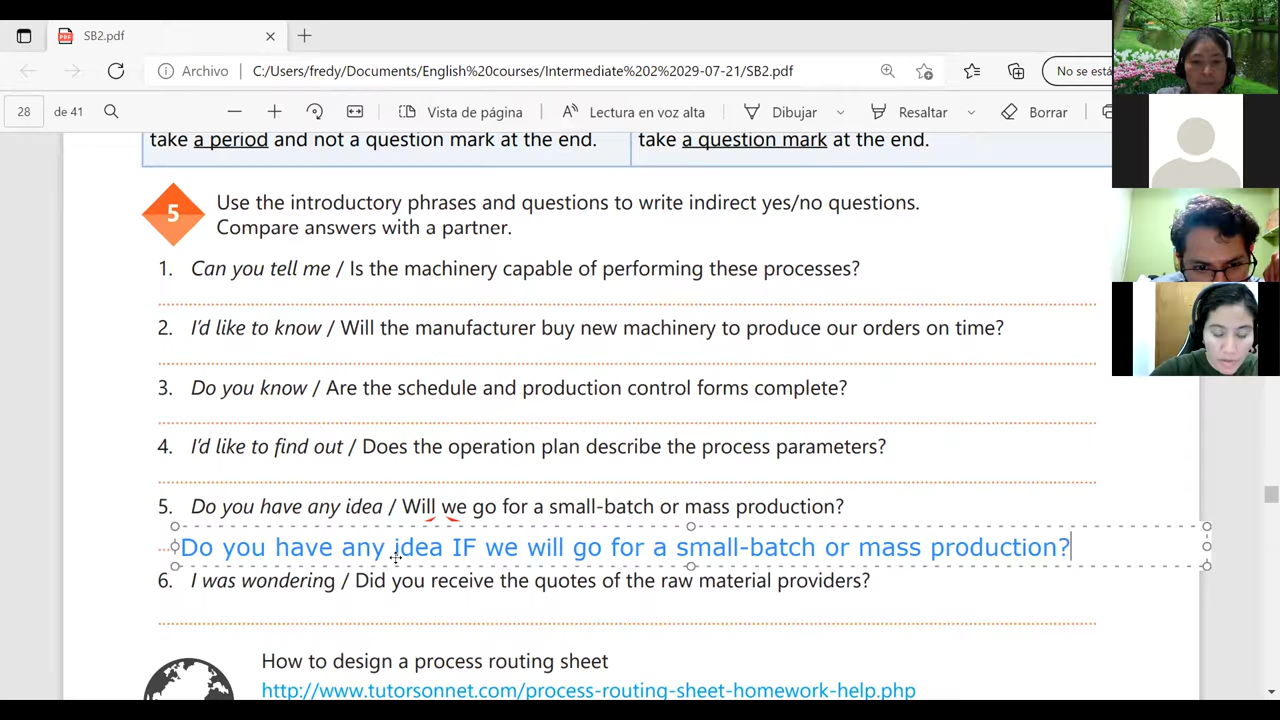 SB2.pdf
Archivo
C:/Users/fredy/Documents/English%20courses/Intermediate%202%29-07-21/SB2.pdf
No se está
28 de 41
Vista de página
Lectura en voz alta
Dibujar
Resaltar
Borrar
take a period and not a question mark at the end.
take a question mark at the end.
5
Use the introductory phrases and questions to write indirect yes/no questions.
Compare answers with a partner.
1. Can you tell me / Is the machinery capable of performing these processes?
2. I'd like to know / Will the manufacturer buy new machinery to produce our orders on time?
3. Do you know / Are the schedule and production control forms complete?
4. I'd like to find out / Does the operation plan describe the process parameters?
5. Do you have any idea / Will we go for a small-batch or mass production?
Do you have any idea IF we will go for a small-batch or mass production?
6. I was wondering / Did you receive the quotes of the raw material providers?
How to design a process routing sheet
http://www.tutorsonnet.com/process-routing-sheet-homework-help.php